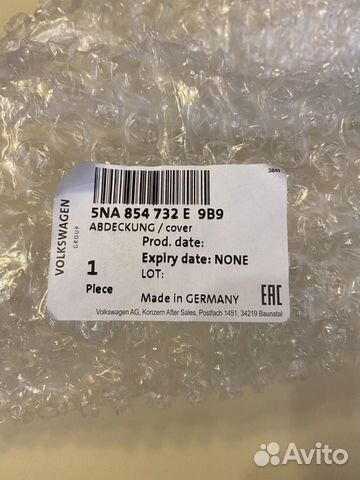 3843
5NA 854 732 E 9B9
ABDECKUNG / cover
Prod. date:
Expiry date: NONE
LOT:
1
Piece
Made in GERMANY
EAC
Volkswagen AG, Konzern After Sales, Postfach 1451, 34219 Baunatal
VOLKSWAGEN
GROUP
Avito